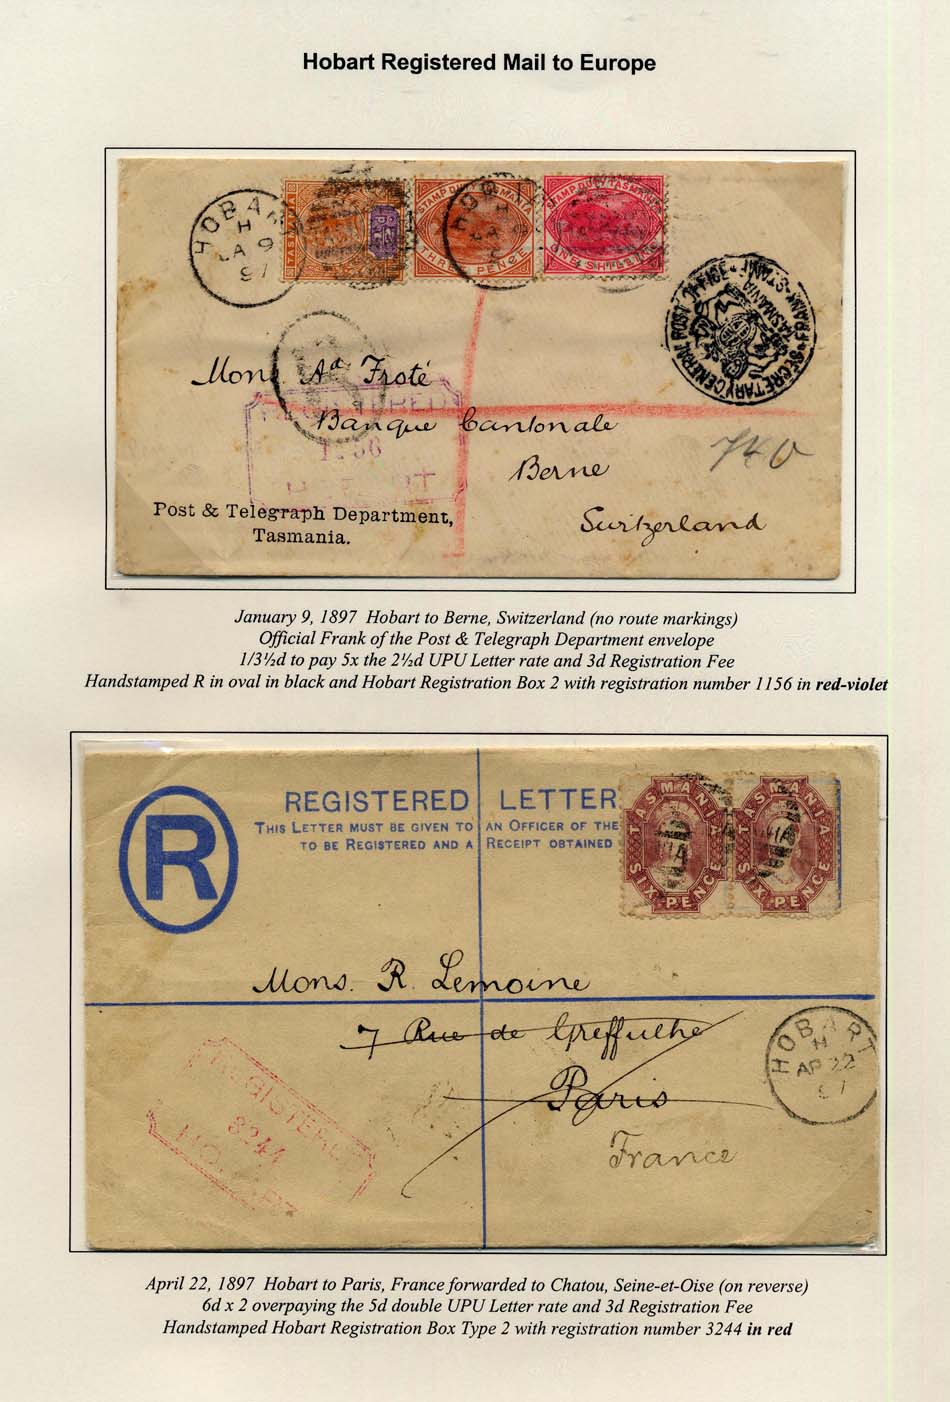 Hobart Registered Mail to Europe
HOBART
H
JA 9
97
TASMANIA
STAMP DUTY TASMANIA
THREE PENCE
STAMP DUTY TASMANIA
ONE SHILLING
SECRETARY GENERAL POST OFFICE
FRANK STAMP
TASMANIA
Mons Ad. Froté
REGISTERED
Banque Cantonale
HOBART
Berne
740
Switzerland
Post & Telegraph Department,
Tasmania.
January 9, 1897 Hobart to Berne, Switzerland (no route markings)
Official Frank of the Post & Telegraph Department envelope
1/3½d to pay 5x the 2½d UPU Letter rate and 3d Registration Fee
Handstamped R in oval in black and Hobart Registration Box 2 with registration number 1156 in red-violet
R
REGISTERED LETTER
THIS LETTER MUST BE GIVEN TO AN OFFICER OF THE
TO BE REGISTERED AND A RECEIPT OBTAINED
TASMANIA
SIX PENCE
TASMANIA
SIX PENCE
Mons. R. Lemoine
7 Rue de Greffulhe
Paris
France
HOBART
H
AP 22
97
REGISTERED
3244
HOBART
April 22, 1897 Hobart to Paris, France forwarded to Chatou, Seine-et-Oise (on reverse)
6d x 2 overpaying the 5d double UPU Letter rate and 3d Registration Fee
Handstamped Hobart Registration Box Type 2 with registration number 3244 in red